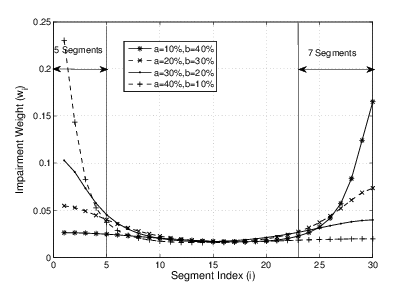 0.25
0.2
0.15
0.1
0.05
0
Impairment Weight (wi)
5 Segments
7 Segments
a=10%,b=40%
a=20%,b=30%
a=30%,b=20%
a=40%,b=10%
0 5 10 15 20 25 30
Segment Index (i)